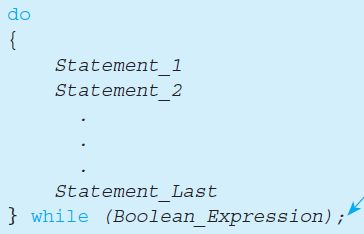 do
{
Statement_1
Statement_2
.
.
.
Statement_Last
} while (Boolean_Expression);